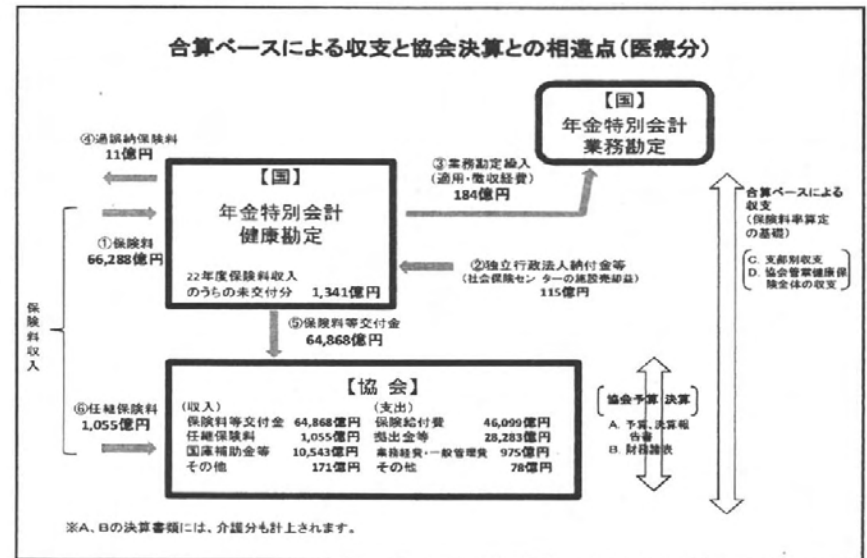 合算ベースによる収支と協会決算との相違点(医療分)
【国】
年金特別会計
業務勘定
④過誤納保険料
11億円
【国】
年金特別会計
健康勘定
22年度保険料収入
のうちの未交付分 1,341億円
③業務勘定繰入
(適用・徴収経費)
184億円
①保険料
66,288億円
②独立行政法人納付金等
(社会保険センターの施設売却益)
115億円
合算ベースによる
収支
(保険料率算定
の基礎)
C. 支部別収支
D. 協会管掌健康保
険全体の収支
保険料収入
⑤保険料等交付金
64,868億円
⑥任継保険料
1,055億円
【協 会】
(収入) (支出)
保険料等交付金 64,868億円 保険給付費 46,099億円
任継保険料 1,055億円 拠出金等 28,283億円
国庫補助金等 10,543億円 業務経費・一般管理費 975億円
その他 171億円 その他 78億円
協会予算 決算
A. 予算、決算報
告書
B. 財務諸表
※A、Bの決算書類には、介護分も計上されます。